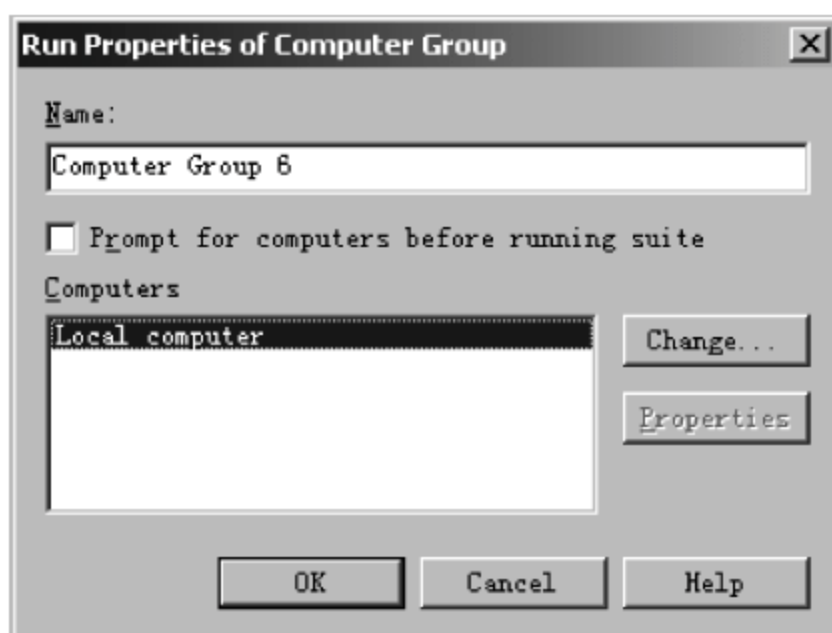 Run Properties of Computer Group
Name:
Computer Group 6
Prompt for computers before running suite
Computers
Local computer
Change...
Properties
OK
Cancel
Help